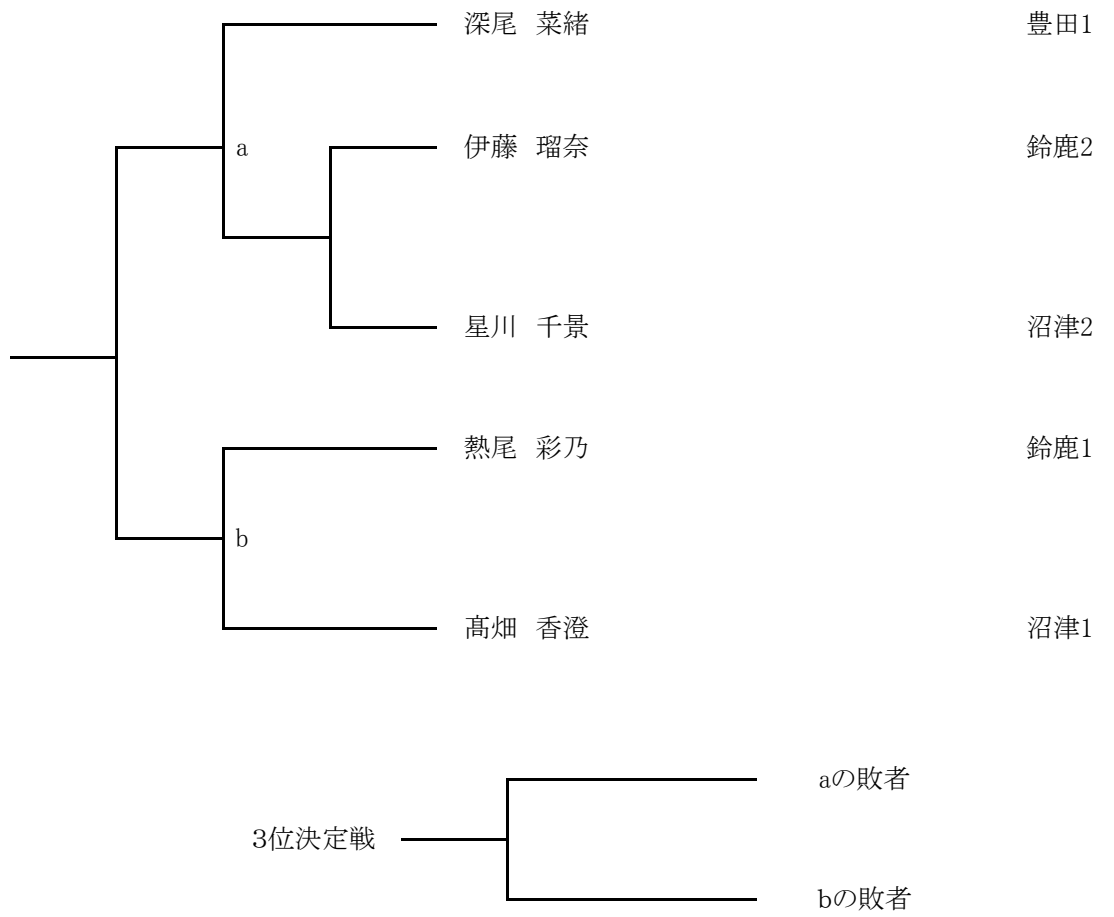 深尾 菜緒 豊田1
a
伊藤 瑠奈 鈴鹿2
星川 千景 沼津2
熱尾 彩乃 鈴鹿1
b
髙畑 香澄 沼津1
aの敗者
3位決定戦
bの敗者